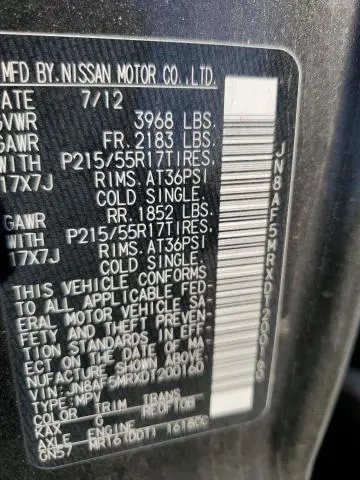 MFD BY. NISSAN MOTOR CO., LTD.
DATE 7/12
GVWR 3968 LBS.
GAWR FR. 2183 LBS.
WITH P215/55R17TIRES,
17X7J RIMS, AT36PSI
COLD SINGLE.
GAWR RR. 1852 LBS.
WITH P215/55R17TIRES,
17X7J RIMS, AT36PSI
COLD SINGLE.
THIS VEHICLE CONFORMS
TO ALL APPLICABLE FED-
ERAL MOTOR VEHICLE SA-
FETY AND THEFT PREVEN-
TION STANDARDS IN EFF-
ECT ON THE DATE OF MA-
NUFACTURE SHOWN ABOVE.
VIN: JN8AF5MRXDT200160
TYPE: MPV
COLOR TRIM TRANS
KAX G RE0F10B
AXLE ENGINE
GN57 MR16(DDT) 1618CC
JN8AF5MRXDT200160